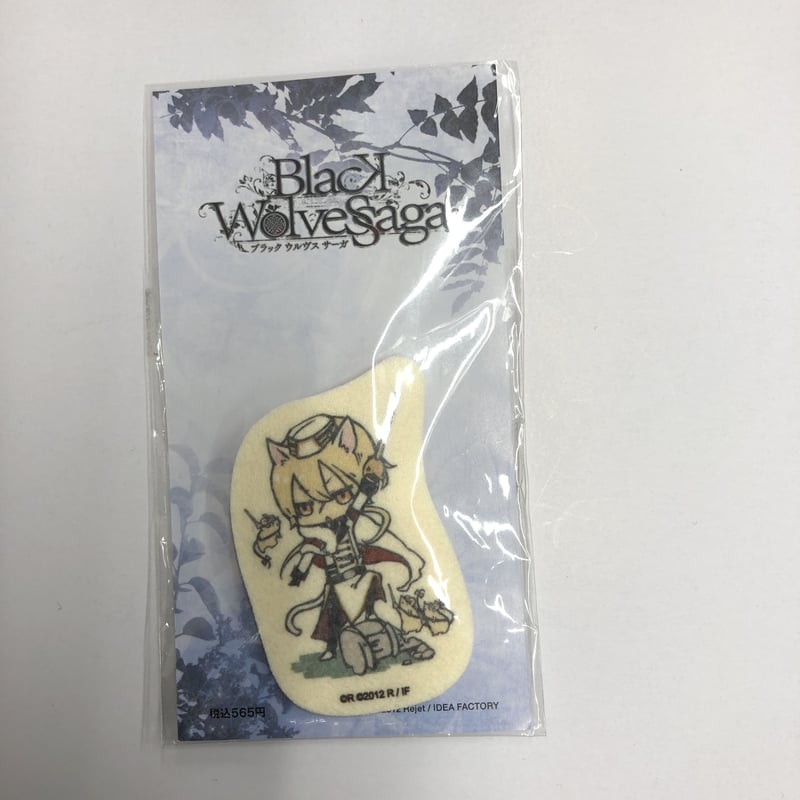 BlacK
WolvesSaga
ブラック ウルヴス サーガ
©R ©2012 R / IF
税込565円
2012 Rejet / IDEA FACTORY